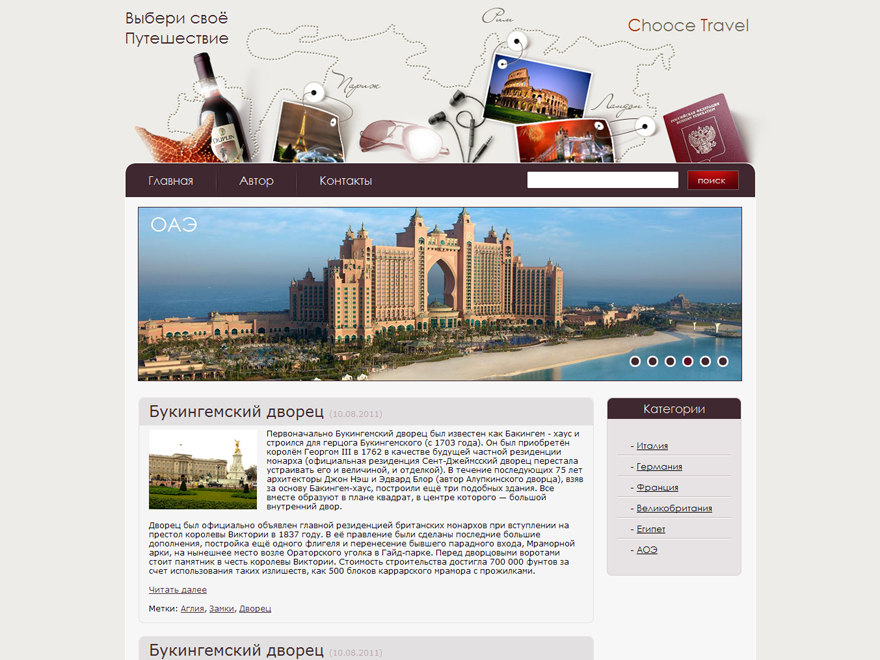 Выбери своё
Путешествие
Рим
Chooce Travel
Париж
Лондон
РОССИЙСКАЯ ФЕДЕРАЦИЯ
DUPLIN
Главная
Автор
Контакты
поиск
ОАЭ
Букингемский дворец (10.08.2011)
Первоначально Букингемский дворец был известен как Бакингем - хаус и
строился для герцога Букингемского (с 1703 года). Он был приобретён
королём Георгом III в 1762 в качестве будущей частной резиденции
монарха (официальная резиденция Сент-Джеймсский дворец перестала
устраивать его и величиной, и отделкой). В течение последующих 75 лет
архитекторы Джон Нэш и Эдвард Блор (автор Алупкинского дворца), взяв
за основу Бакингем-хаус, построили ещё три подобных здания. Все
вместе образуют в плане квадрат, в центре которого — большой
внутренний двор.
Дворец был официально объявлен главной резиденцией британских монархов при вступлении на
престол королевы Виктории в 1837 году. В её правление были сделаны последние большие
дополнения, постройка ещё одного флигеля и перенесение бывшего парадного входа, Мраморной
арки, на нынешнее место возле Ораторского уголка в Гайд-парке. Перед дворцовыми воротами
стоит памятник в честь королевы Виктории. Стоимость строительства достигла 700 000 фунтов за
счет использования таких излишеств, как 500 блоков каррарского мрамора с прожилками.
Читать далее
Метки: Аглия, Замки, Дворец
Категории
- Италия
- Германия
- Франция
- Великобритания
- Египет
- АОЭ
Букингемский дворец (10.08.2011)